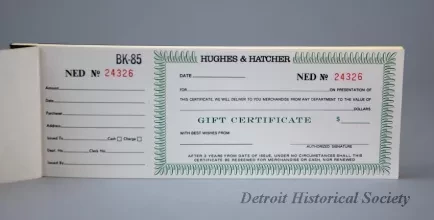 BK-85
NED № 24326
Amount
Date
Purchaser
Address
Issued To Cash Charge
Dept. No. Clerk No.
Issued By
HUGHES & HATCHER
DATE NED № 24326
FOR ON PRESENTATION OF
THIS CERTIFICATE, WE WILL DELIVER TO YOU MERCHANDISE FROM ANY DEPARTMENT TO THE VALUE OF
DOLLARS
GIFT CERTIFICATE $
WITH BEST WISHES FROM
AUTHORIZED SIGNATURE
AFTER 2 YEARS FROM DATE OF ISSUE, UNDER NO CIRCUMSTANCES SHALL THIS
CERTIFICATE BE REDEEMED FOR MERCHANDISE OR CASH, NOR RENEWED
Detroit Historical Society